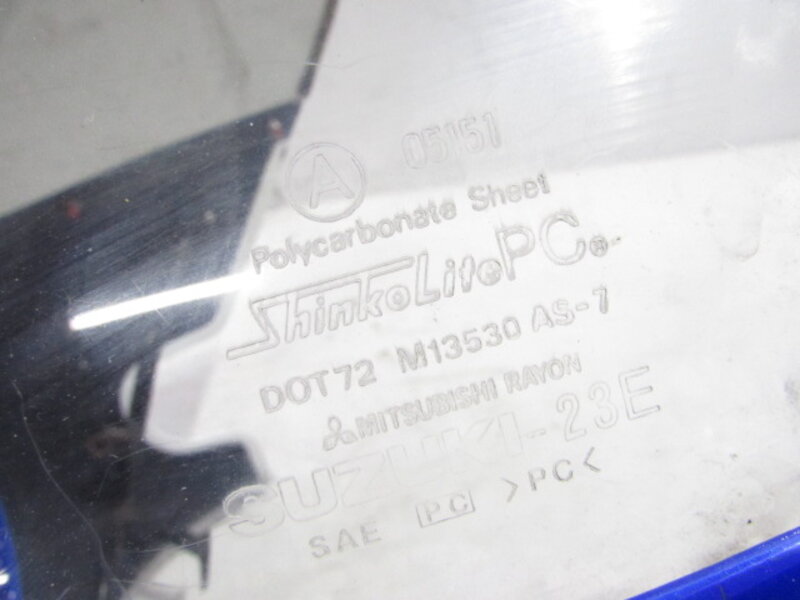 A 05151
Polycarbonate Sheet
ShinkoLite PC®
DOT72 M13530 AS-7
MITSUBISHI RAYON
SUZUKI-23E
SAE PC >PC<